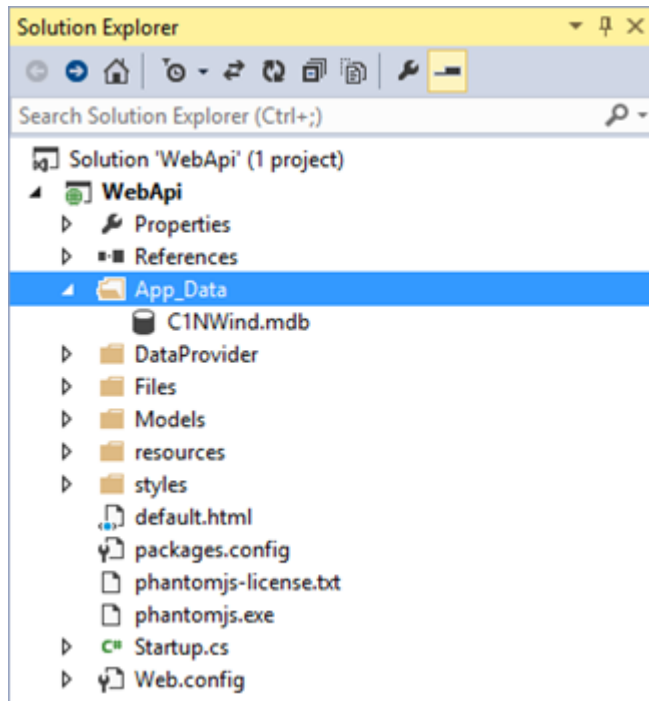 Solution Explorer
Search Solution Explorer (Ctrl+;)
Solution 'WebApi' (1 project)
WebApi
Properties
References
App_Data
C1NWind.mdb
DataProvider
Files
Models
resources
styles
default.html
packages.config
phantomjs-license.txt
phantomjs.exe
C# Startup.cs
Web.config